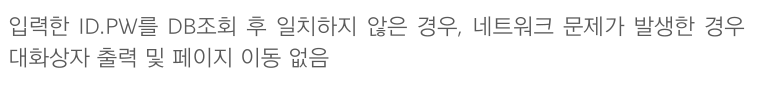 입력한 ID.PW를 DB조회 후 일치하지 않은 경우, 네트워크 문제가 발생한 경우
대화상자 출력 및 페이지 이동 없음